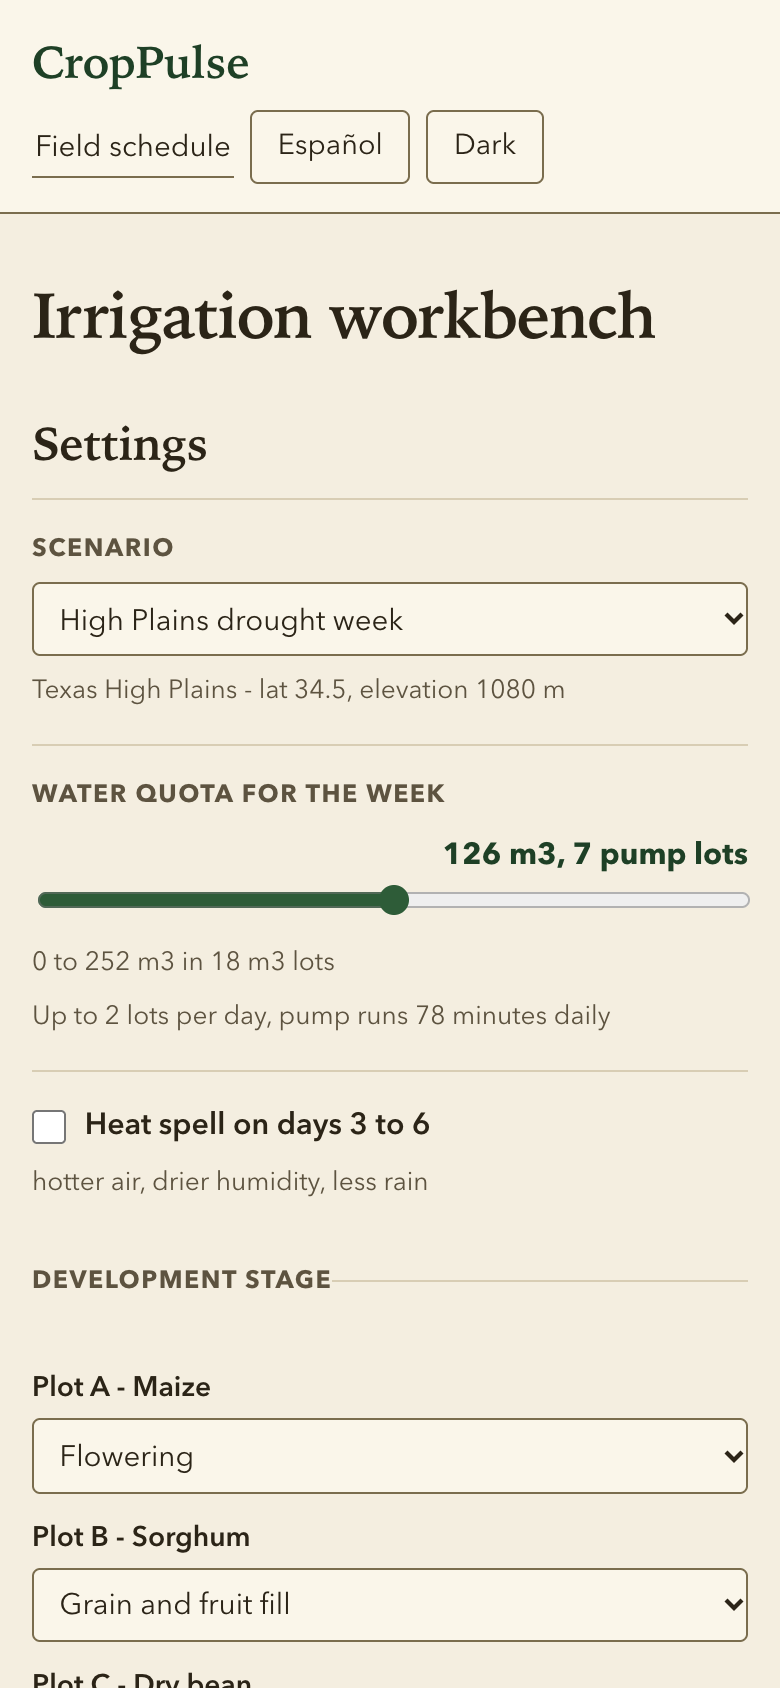 CropPulse
Field schedule Español Dark
Irrigation workbench
Settings
SCENARIO
High Plains drought week
Texas High Plains - lat 34.5, elevation 1080 m
WATER QUOTA FOR THE WEEK
126 m3, 7 pump lots
0 to 252 m3 in 18 m3 lots
Up to 2 lots per day, pump runs 78 minutes daily
Heat spell on days 3 to 6
hotter air, drier humidity, less rain
DEVELOPMENT STAGE
Plot A - Maize
Flowering
Plot B - Sorghum
Grain and fruit fill
Plot C - Dry bean